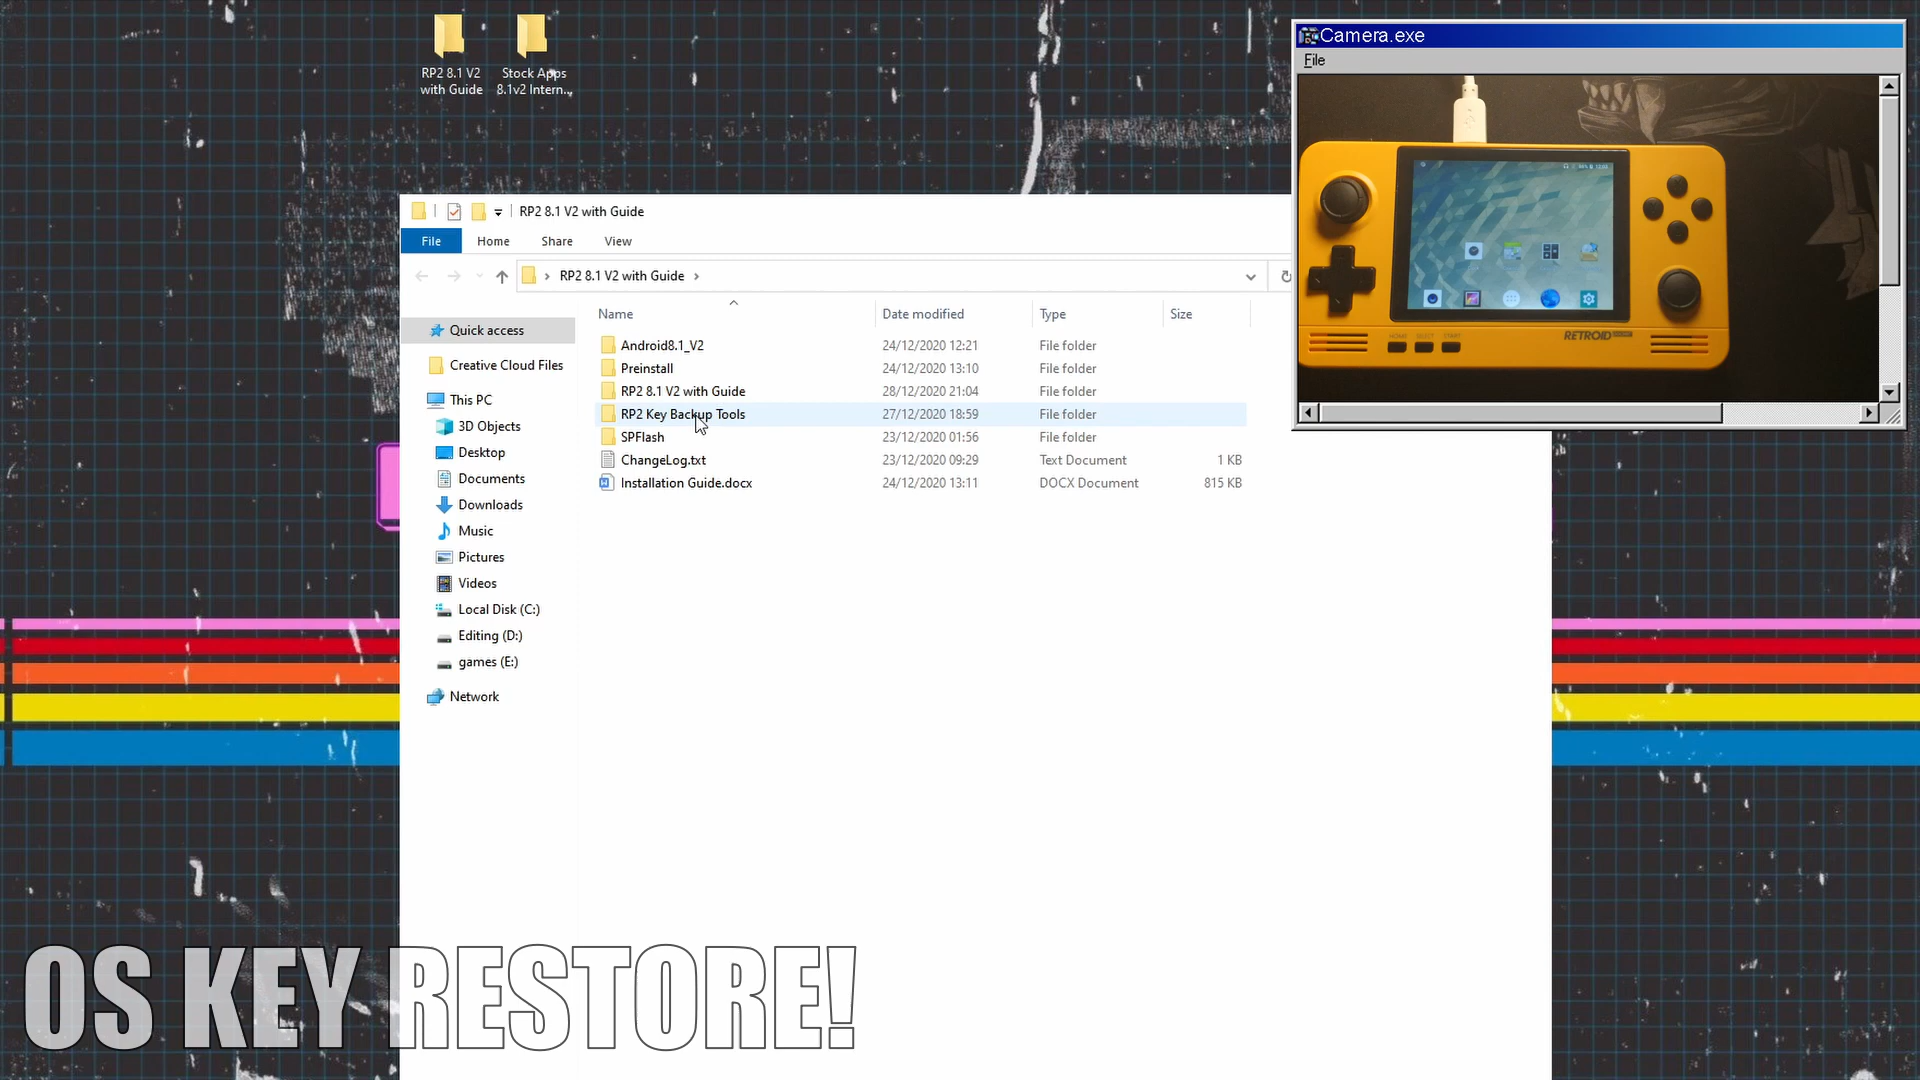 RP2 8.1 V2
with Guide
Stock Apps
8.1v2 Intern...
Camera.exe
File
RETROID
HOME SELECT START
RP2 8.1 V2 with Guide
File Home Share View
RP2 8.1 V2 with Guide
Name Date modified Type Size
Quick access
Creative Cloud Files
This PC
3D Objects
Desktop
Documents
Downloads
Music
Pictures
Videos
Local Disk (C:)
Editing (D:)
games (E:)
Network
Android8.1_V2 24/12/2020 12:21 File folder
Preinstall 24/12/2020 13:10 File folder
RP2 8.1 V2 with Guide 28/12/2020 21:04 File folder
RP2 Key Backup Tools 27/12/2020 18:59 File folder
SPFlash 23/12/2020 01:56 File folder
ChangeLog.txt 23/12/2020 09:29 Text Document 1 KB
Installation Guide.docx 24/12/2020 13:11 DOCX Document 815 KB
OS KEY RESTORE!